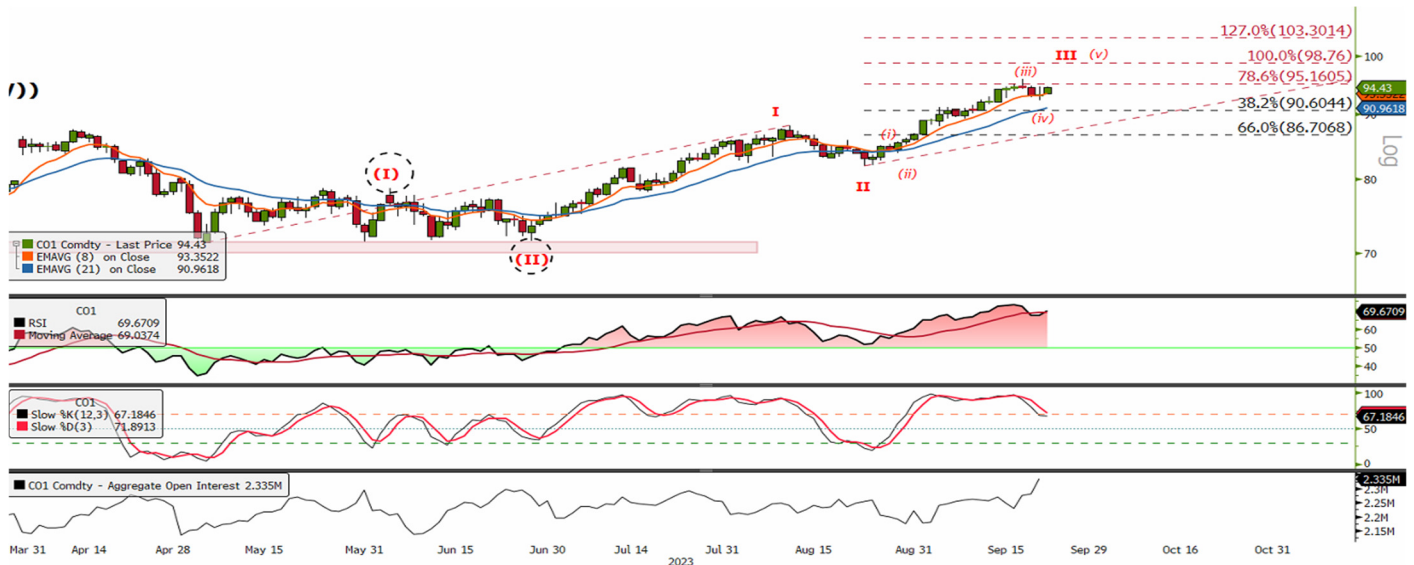 127.0%(103.3014)
III (v)
100.0%(98.76)
100
(iii)
78.6%(95.1605)
))
94.43
93.3522
I
38.2%(90.6044)
90.9618
(iv)
66.0%(86.7068)
(i)
Log
(I)
(ii)
80
II
CO1 Comdty - Last Price 94.43
EMAVG (8) on Close 93.3522
EMAVG (21) on Close 90.9618
(II)
70
CO1
RSI 69.6709
Moving Average 69.0374
69.6709
60
50
40
CO1
Slow %K(12,3) 67.1846
Slow %D(3) 71.8913
100
67.1846
50
0
CO1 Comdty - Aggregate Open Interest 2.335M
2.335M
2.3M
2.25M
2.2M
2.15M
Mar 31 Apr 14 Apr 28 May 15 May 31 Jun 15 Jun 30 Jul 14 Jul 31 Aug 15 Aug 31 Sep 15 Sep 29 Oct 16 Oct 31
2023